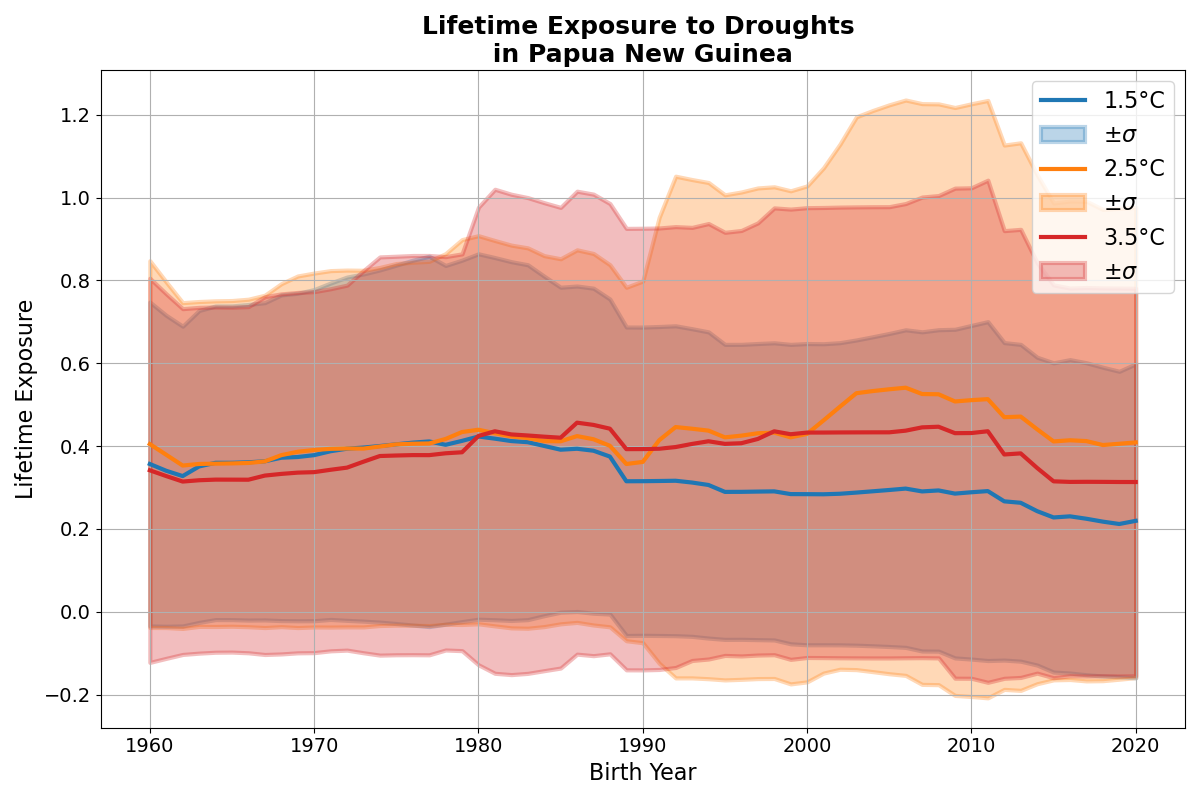 Lifetime Exposure to Droughts
in Papua New Guinea
Lifetime Exposure
1.2
1.0
0.8
0.6
0.4
0.2
0.0
−0.2
1960
1970
1980
1990
2000
2010
2020
Birth Year
1.5°C
±σ
2.5°C
±σ
3.5°C
±σ